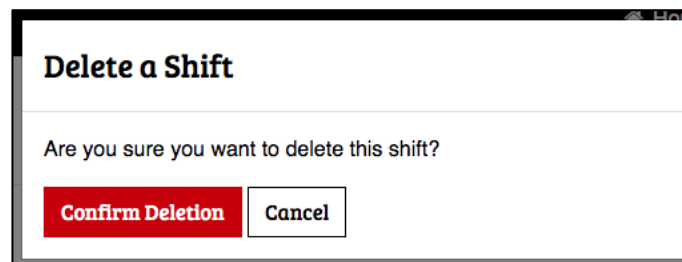 Delete a Shift
Are you sure you want to delete this shift?
Confirm Deletion Cancel